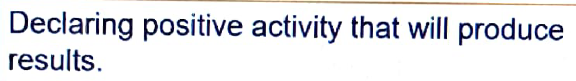 Declaring positive activity that will produce
results.